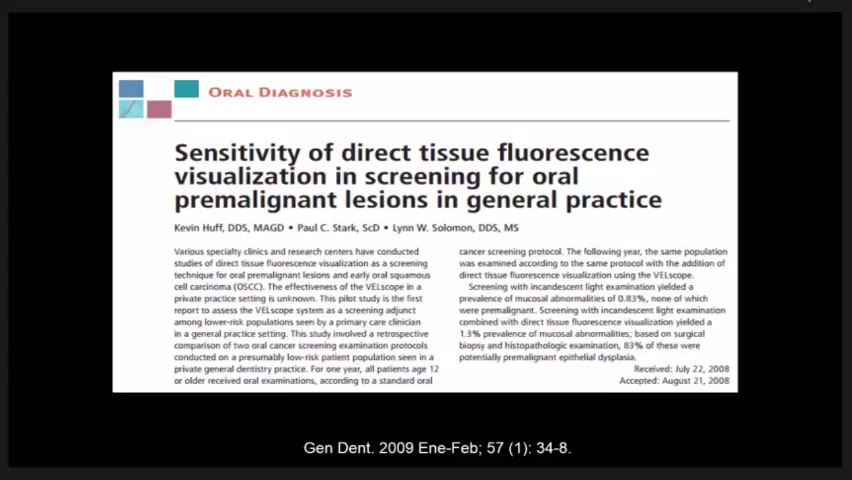 ORAL DIAGNOSIS
Sensitivity of direct tissue fluorescence
visualization in screening for oral
premalignant lesions in general practice
Kevin Huff, DDS, MAGD • Paul C. Stark, ScD • Lynn W. Solomon, DDS, MS
Various specialty clinics and research centers have conducted
studies of direct tissue fluorescence visualization as a screening
technique for oral premalignant lesions and early oral squamous
cell carcinoma (OSCC). The effectiveness of the VELscope in a
private practice setting is unknown. This pilot study is the first
report to assess the VELscope system as a screening adjunct
among lower-risk populations seen by a primary care clinician
in a general practice setting. This study involved a retrospective
comparison of two oral cancer screening examination protocols
conducted on a presumably low-risk patient population seen in a
private general dentistry practice. For one year, all patients age 12
or older received oral examinations, according to a standard oral
cancer screening protocol. The following year, the same population
was examined according to the same protocol with the addition of
direct tissue fluorescence visualization using the VELscope.
Screening with incandescent light examination yielded a
prevalence of mucosal abnormalities of 0.83%, none of which
were premalignant. Screening with incandescent light examination
combined with direct tissue fluorescence visualization yielded a
1.3% prevalence of mucosal abnormalities; based on surgical
biopsy and histopathologic examination, 83% of these were
potentially premalignant epithelial dysplasia.
Received: July 22, 2008
Accepted: August 21, 2008
Gen Dent. 2009 Ene-Feb; 57 (1): 34-8.